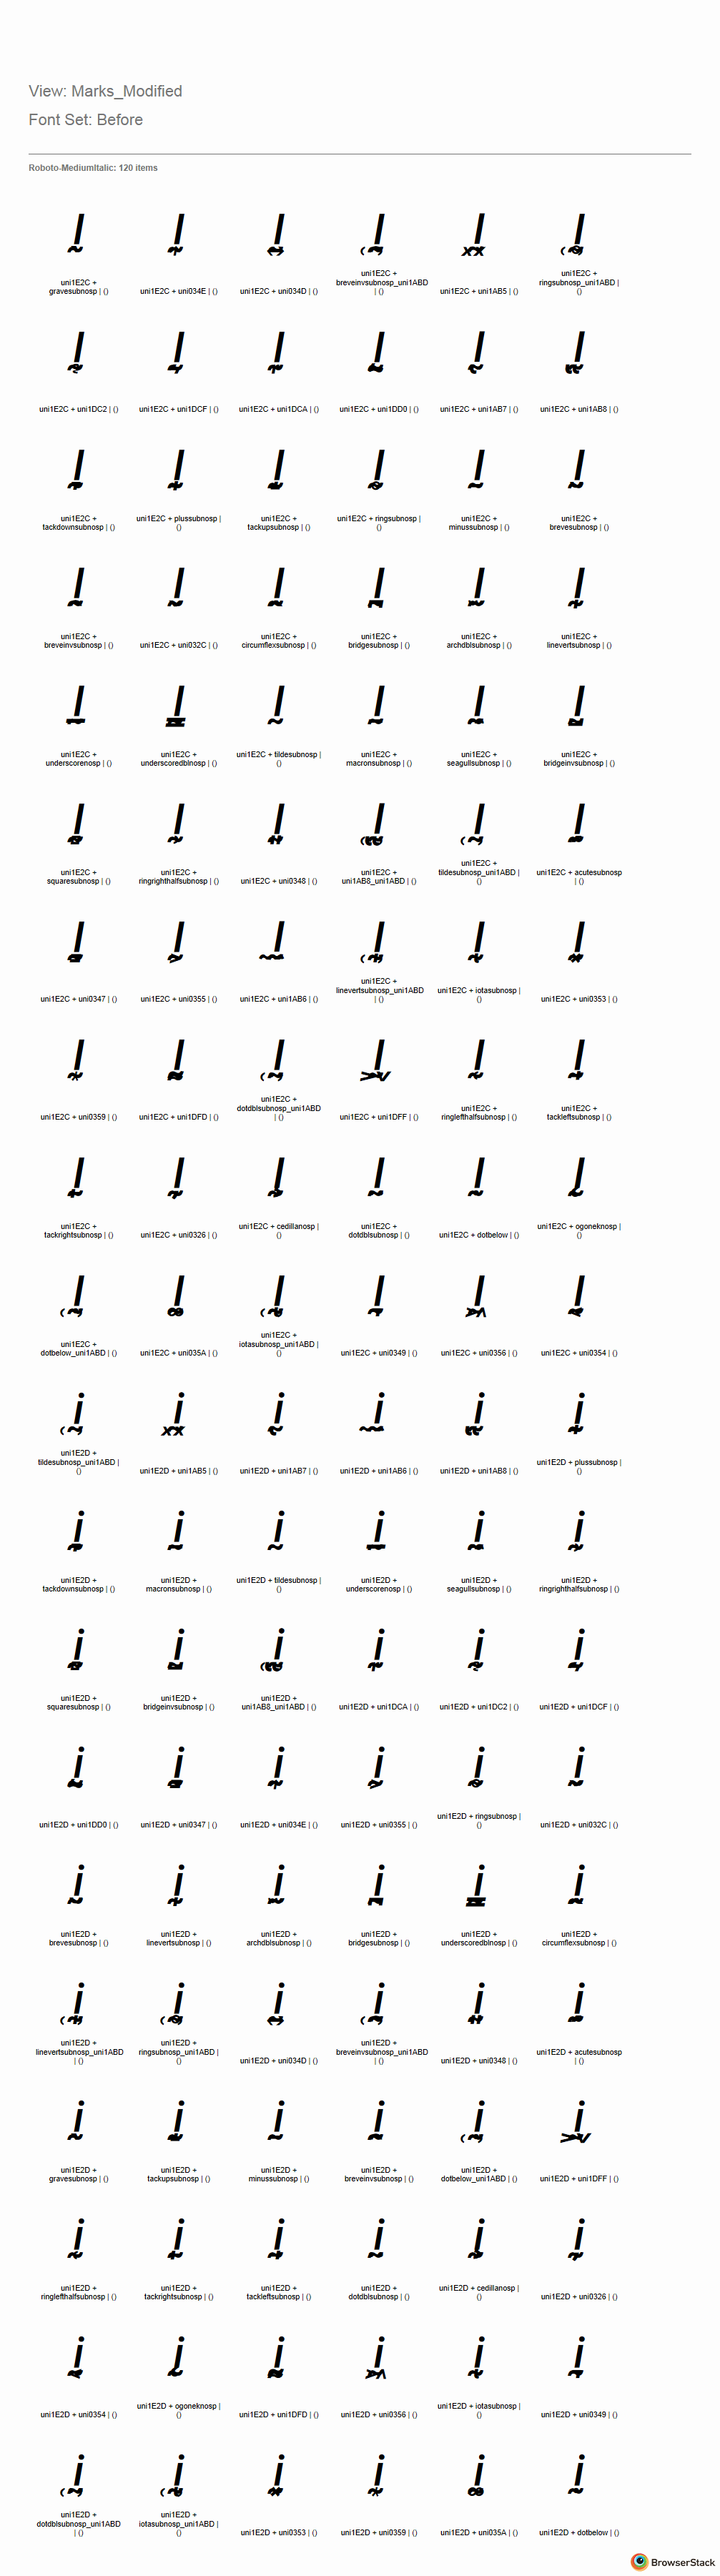 View: Marks_Modified
Font Set: Before
Roboto-MediumItalic: 120 items
uni1E2C +
gravesubnosp | ()
uni1E2C + uni034E | ()
uni1E2C + uni034D | ()
uni1E2C +
breveinvsubnosp_uni1ABD
| ()
uni1E2C + uni1AB5 | ()
uni1E2C +
ringsubnosp_uni1ABD |
()
uni1E2C + uni1DC2 | ()
uni1E2C + uni1DCF | ()
uni1E2C + uni1DCA | ()
uni1E2C + uni1DD0 | ()
uni1E2C + uni1AB7 | ()
uni1E2C + uni1AB8 | ()
uni1E2C +
tackdownsubnosp | ()
uni1E2C + plussubnosp |
()
uni1E2C +
tackupsubnosp | ()
uni1E2C + ringsubnosp |
()
uni1E2C +
minussubnosp | ()
uni1E2C +
brevesubnosp | ()
uni1E2C +
breveinvsubnosp | ()
uni1E2C + uni032C | ()
uni1E2C +
circumflexsubnosp | ()
uni1E2C +
bridgesubnosp | ()
uni1E2C +
archdblsubnosp | ()
uni1E2C +
linevertsubnosp | ()
uni1E2C +
underscorenosp | ()
uni1E2C +
underscoredblnosp | ()
uni1E2C + tildesubnosp |
()
uni1E2C +
macronsubnosp | ()
uni1E2C +
seagullsubnosp | ()
uni1E2C +
bridgeinvsubnosp | ()
uni1E2C +
squaresubnosp | ()
uni1E2C +
ringrighthalfsubnosp | ()
uni1E2C + uni0348 | ()
uni1E2C +
uni1AB8_uni1ABD | ()
uni1E2C +
tildesubnosp_uni1ABD |
()
uni1E2C + acutesubnosp
| ()
uni1E2C + uni0347 | ()
uni1E2C + uni0355 | ()
uni1E2C + uni1AB6 | ()
uni1E2C +
linevertsubnosp_uni1ABD
| ()
uni1E2C + iotasubnosp |
()
uni1E2C + uni0353 | ()
uni1E2C + uni0359 | ()
uni1E2C + uni1DFD | ()
uni1E2C +
dotdblsubnosp_uni1ABD
| ()
uni1E2C + uni1DFF | ()
uni1E2C +
ringlefthalfsubnosp | ()
uni1E2C +
tackleftsubnosp | ()
uni1E2C +
tackrightsubnosp | ()
uni1E2C + uni0326 | ()
uni1E2C + cedillanosp |
()
uni1E2C +
dotdblsubnosp | ()
uni1E2C + dotbelow | ()
uni1E2C + ogoneknosp |
()
uni1E2C +
dotbelow_uni1ABD | ()
uni1E2C + uni035A | ()
uni1E2C +
iotasubnosp_uni1ABD |
()
uni1E2C + uni0349 | ()
uni1E2C + uni0356 | ()
uni1E2C + uni0354 | ()
uni1E2D +
tildesubnosp_uni1ABD |
()
uni1E2D + uni1AB5 | ()
uni1E2D + uni1AB7 | ()
uni1E2D + uni1AB6 | ()
uni1E2D + uni1AB8 | ()
uni1E2D + plussubnosp |
()
uni1E2D +
tackdownsubnosp | ()
uni1E2D +
macronsubnosp | ()
uni1E2D + tildesubnosp |
()
uni1E2D +
underscorenosp | ()
uni1E2D +
seagullsubnosp | ()
uni1E2D +
ringrighthalfsubnosp | ()
uni1E2D +
squaresubnosp | ()
uni1E2D +
bridgeinvsubnosp | ()
uni1E2D +
uni1AB8_uni1ABD | ()
uni1E2D + uni1DCA | ()
uni1E2D + uni1DC2 | ()
uni1E2D + uni1DCF | ()
uni1E2D + uni1DD0 | ()
uni1E2D + uni0347 | ()
uni1E2D + uni034E | ()
uni1E2D + uni0355 | ()
uni1E2D + ringsubnosp |
()
uni1E2D + uni032C | ()
uni1E2D +
brevesubnosp | ()
uni1E2D +
linevertsubnosp | ()
uni1E2D +
archdblsubnosp | ()
uni1E2D +
bridgesubnosp | ()
uni1E2D +
underscoredblnosp | ()
uni1E2D +
circumflexsubnosp | ()
uni1E2D +
linevertsubnosp_uni1ABD
| ()
uni1E2D +
ringsubnosp_uni1ABD |
()
uni1E2D + uni034D | ()
uni1E2D +
breveinvsubnosp_uni1ABD
| ()
uni1E2D + uni0348 | ()
uni1E2D + acutesubnosp
| ()
uni1E2D +
gravesubnosp | ()
uni1E2D +
tackupsubnosp | ()
uni1E2D +
minussubnosp | ()
uni1E2D +
breveinvsubnosp | ()
uni1E2D +
dotbelow_uni1ABD | ()
uni1E2D + uni1DFF | ()
uni1E2D +
ringlefthalfsubnosp | ()
uni1E2D +
tackrightsubnosp | ()
uni1E2D +
tackleftsubnosp | ()
uni1E2D +
dotdblsubnosp | ()
uni1E2D + cedillanosp |
()
uni1E2D + uni0326 | ()
uni1E2D + uni0354 | ()
uni1E2D + ogoneknosp |
()
uni1E2D + uni1DFD | ()
uni1E2D + uni0356 | ()
uni1E2D + iotasubnosp |
()
uni1E2D + uni0349 | ()
uni1E2D +
dotdblsubnosp_uni1ABD
| ()
uni1E2D +
iotasubnosp_uni1ABD |
()
uni1E2D + uni0353 | ()
uni1E2D + uni0359 | ()
uni1E2D + uni035A | ()
uni1E2D + dotbelow | ()
BrowserStack